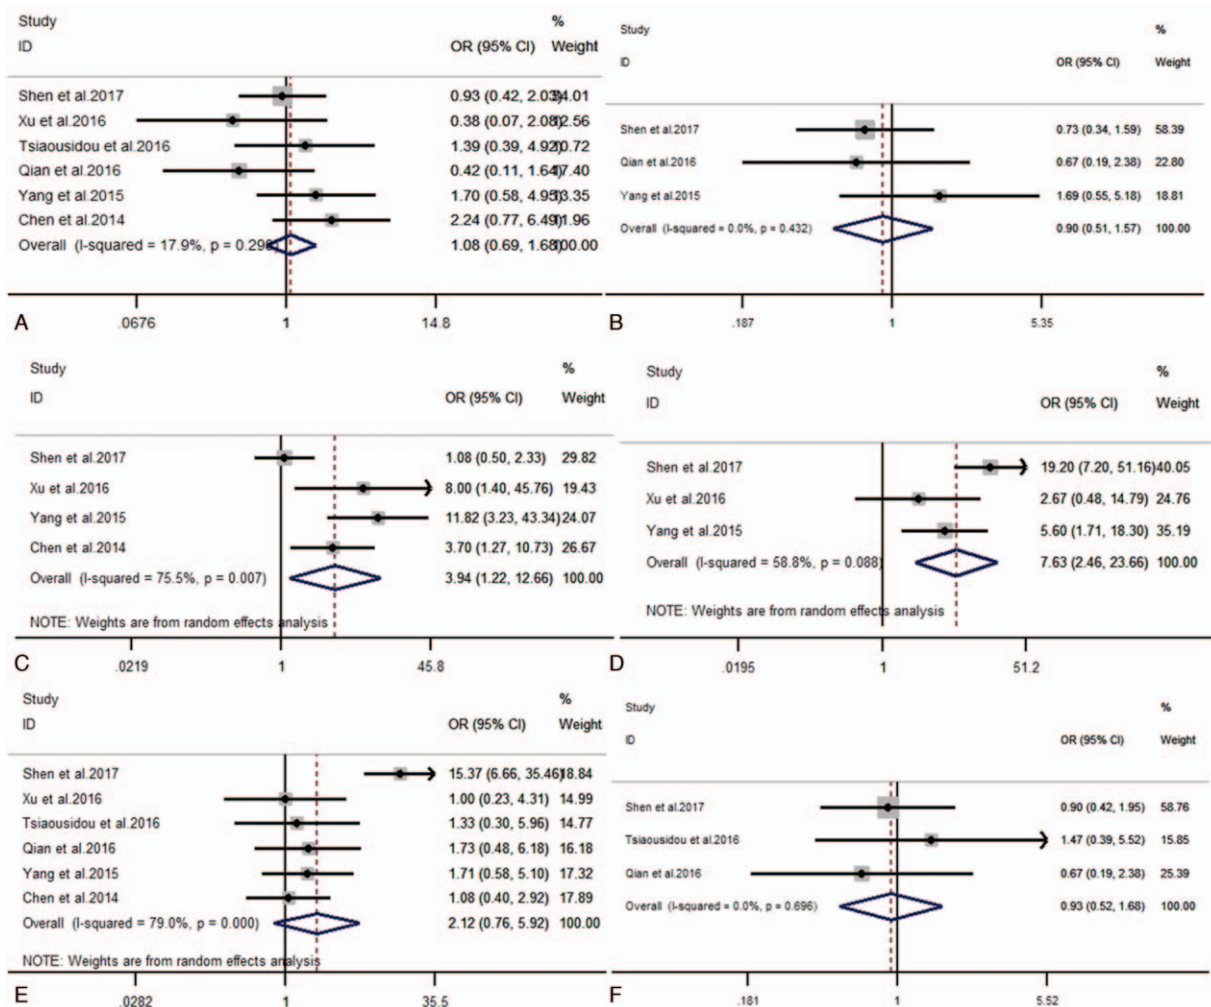 Study %
ID OR (95% CI) Weight
Shen et al.2017 0.93 (0.42, 2.03) 34.01
Xu et al.2016 0.38 (0.07, 2.08) 12.56
Tsiaousidou et al.2016 1.39 (0.39, 4.92) 10.72
Qian et al.2016 0.42 (0.11, 1.64) 17.40
Yang et al.2015 1.70 (0.58, 4.95) 13.35
Chen et al.2014 2.24 (0.77, 6.49) 11.96
Overall (I-squared = 17.9%, p = 0.298) 1.08 (0.69, 1.68) 100.00
.0676 1 14.8
A
Study %
ID OR (95% CI) Weight
Shen et al.2017 0.73 (0.34, 1.59) 58.39
Qian et al.2016 0.67 (0.19, 2.38) 22.80
Yang et al.2015 1.69 (0.55, 5.18) 18.81
Overall (I-squared = 0.0%, p = 0.432) 0.90 (0.51, 1.57) 100.00
.187 1 5.35
B
Study %
ID OR (95% CI) Weight
Shen et al.2017 1.08 (0.50, 2.33) 29.82
Xu et al.2016 8.00 (1.40, 45.76) 19.43
Yang et al.2015 11.82 (3.23, 43.34) 24.07
Chen et al.2014 3.70 (1.27, 10.73) 26.67
Overall (I-squared = 75.5%, p = 0.007) 3.94 (1.22, 12.66) 100.00
NOTE: Weights are from random effects analysis
.0219 1 45.8
C
Study %
ID OR (95% CI) Weight
Shen et al.2017 19.20 (7.20, 51.16) 40.05
Xu et al.2016 2.67 (0.48, 14.79) 24.76
Yang et al.2015 5.60 (1.71, 18.30) 35.19
Overall (I-squared = 58.8%, p = 0.088) 7.63 (2.46, 23.66) 100.00
NOTE: Weights are from random effects analysis
.0195 1 51.2
D
Study %
ID OR (95% CI) Weight
Shen et al.2017 15.37 (6.66, 35.46) 18.84
Xu et al.2016 1.00 (0.23, 4.31) 14.99
Tsiaousidou et al.2016 1.33 (0.30, 5.96) 14.77
Qian et al.2016 1.73 (0.48, 6.18) 16.18
Yang et al.2015 1.71 (0.58, 5.10) 17.32
Chen et al.2014 1.08 (0.40, 2.92) 17.89
Overall (I-squared = 79.0%, p = 0.000) 2.12 (0.76, 5.92) 100.00
NOTE: Weights are from random effects analysis
.0282 1 35.5
E
Study %
ID OR (95% CI) Weight
Shen et al.2017 0.90 (0.42, 1.95) 58.76
Tsiaousidou et al.2016 1.47 (0.39, 5.52) 15.85
Qian et al.2016 0.67 (0.19, 2.38) 25.39
Overall (I-squared = 0.0%, p = 0.696) 0.93 (0.52, 1.68) 100.00
.181 1 5.52
F